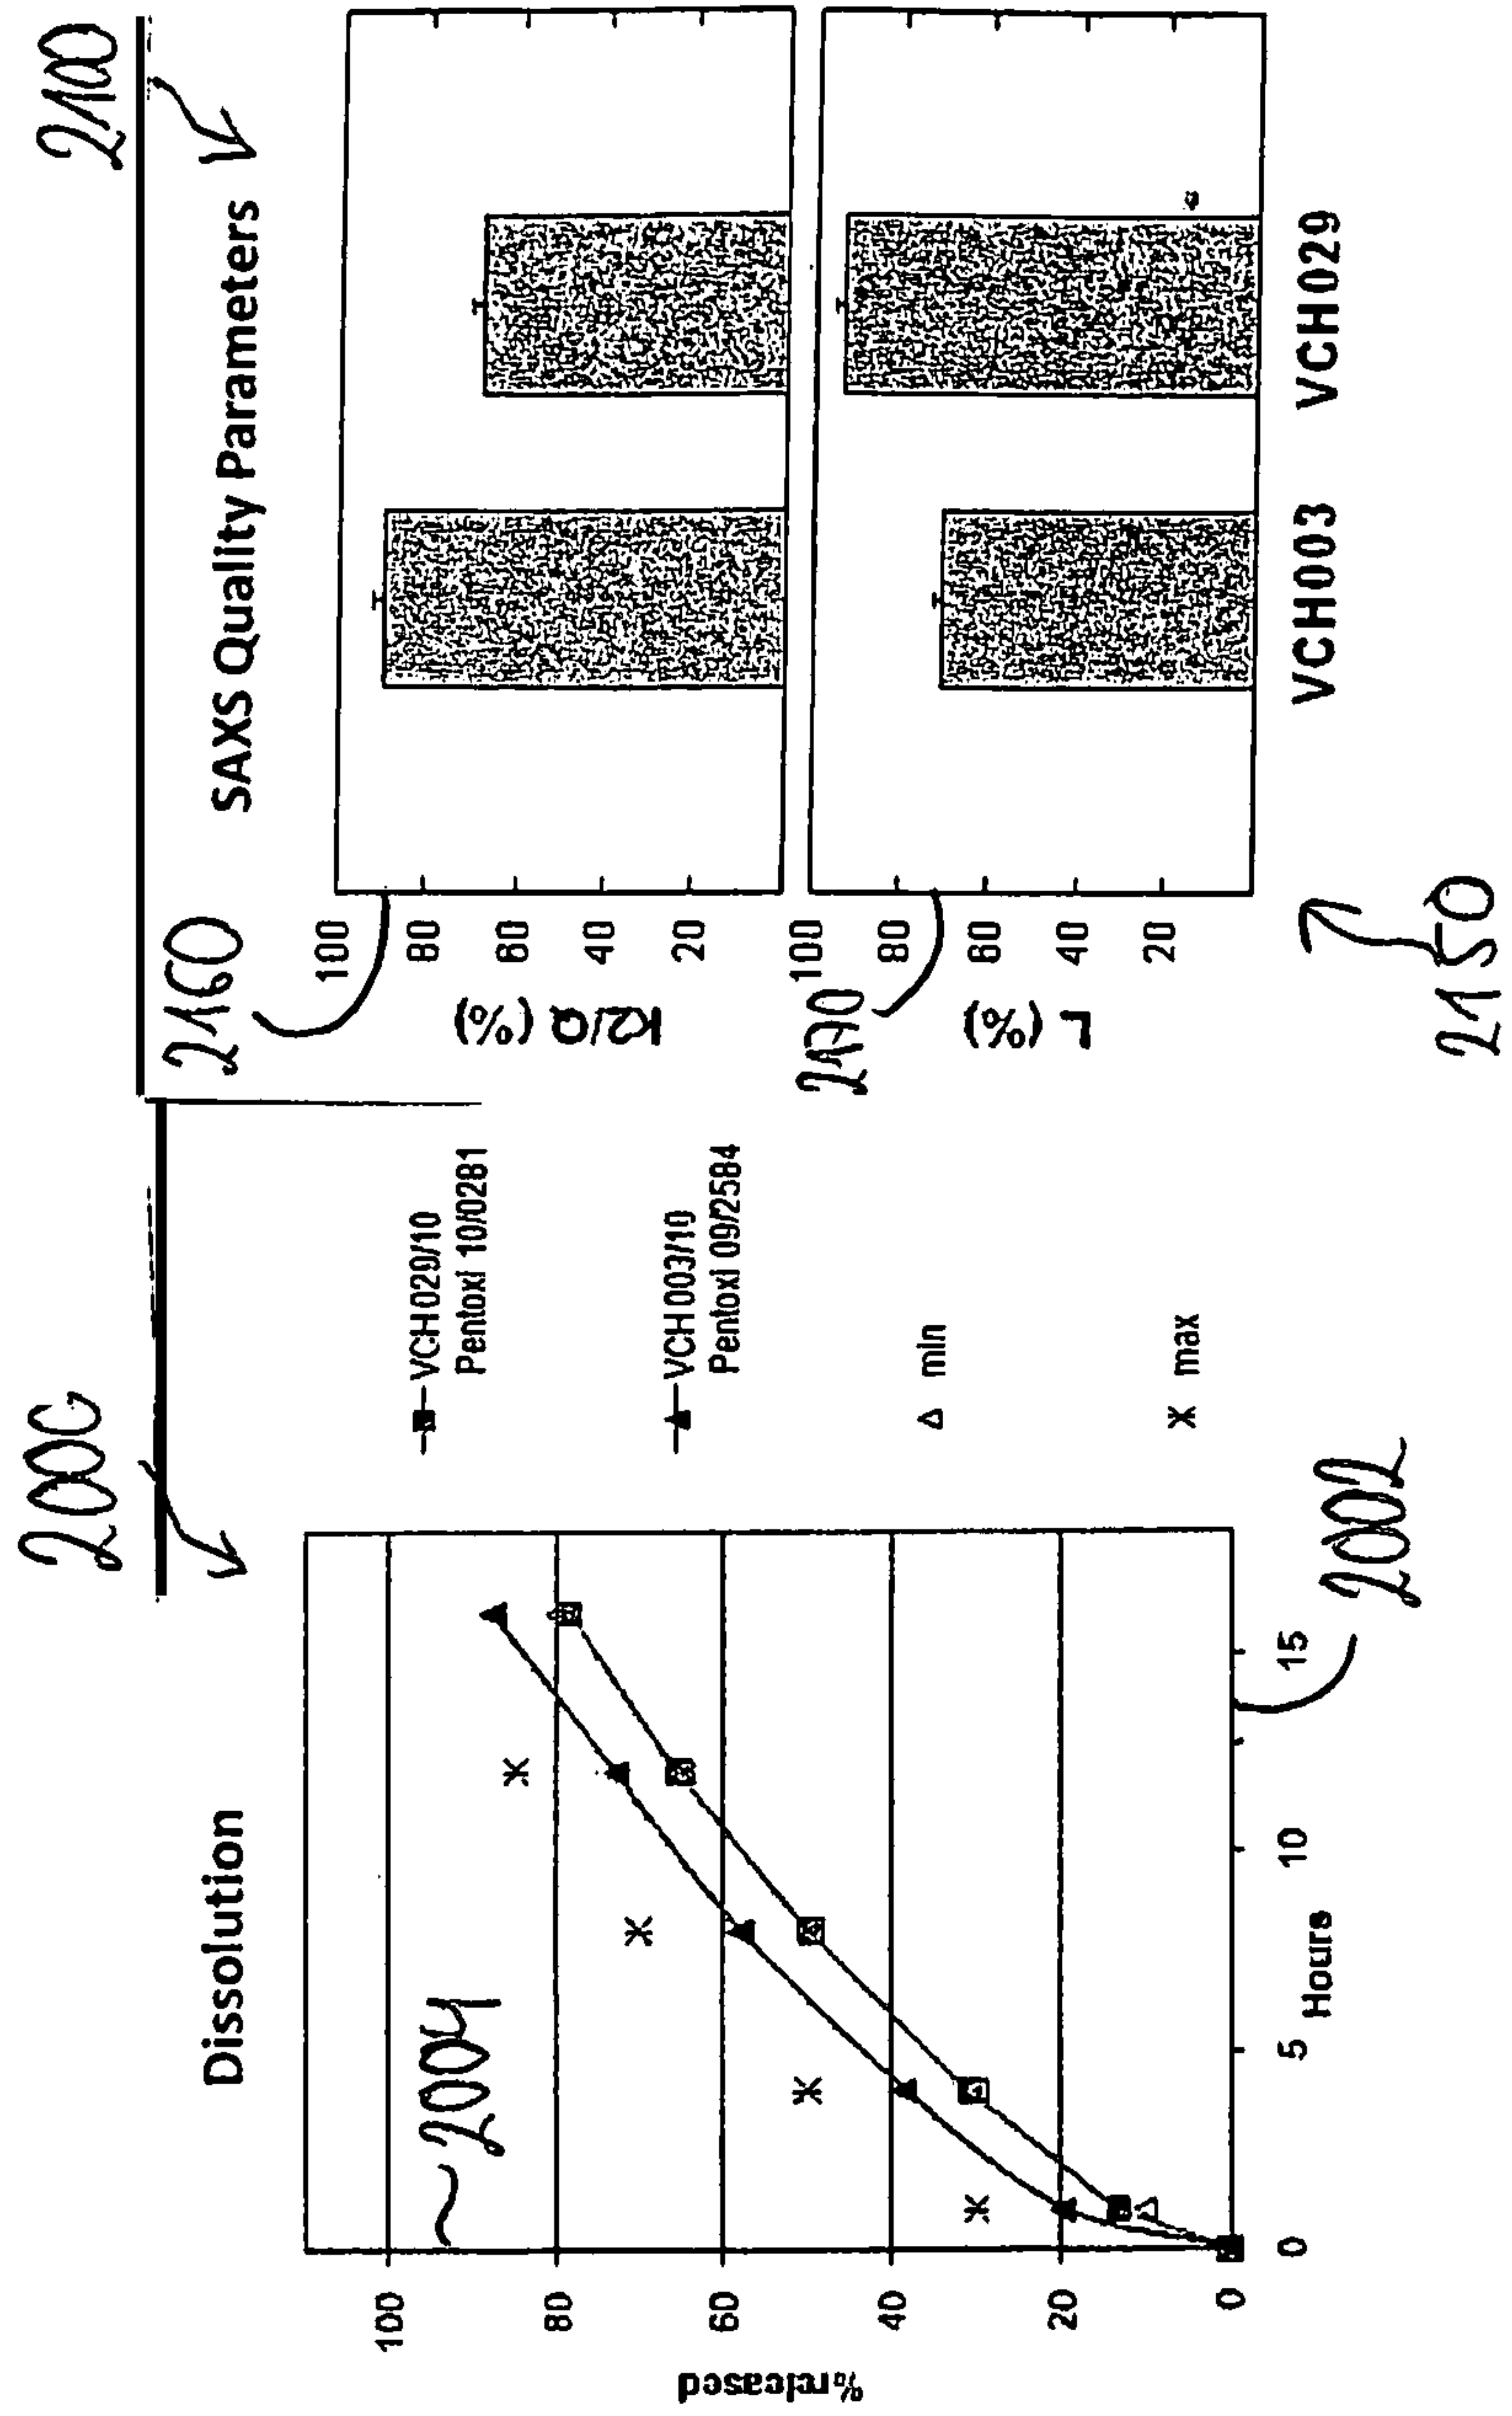 2000
2100
Dissolution
SAXS Quality Parameters
2004
2160
%released
100
80
60
40
20
0
0
5
10
15
Hours
2002
VCH029/10
Pentoxi 10/0281
VCH003/10
Pentoxi 09/2584
min
max
K2/Q (%)
100
80
60
40
20
2170
L (%)
100
80
60
40
20
VCH003
VCH029
2150